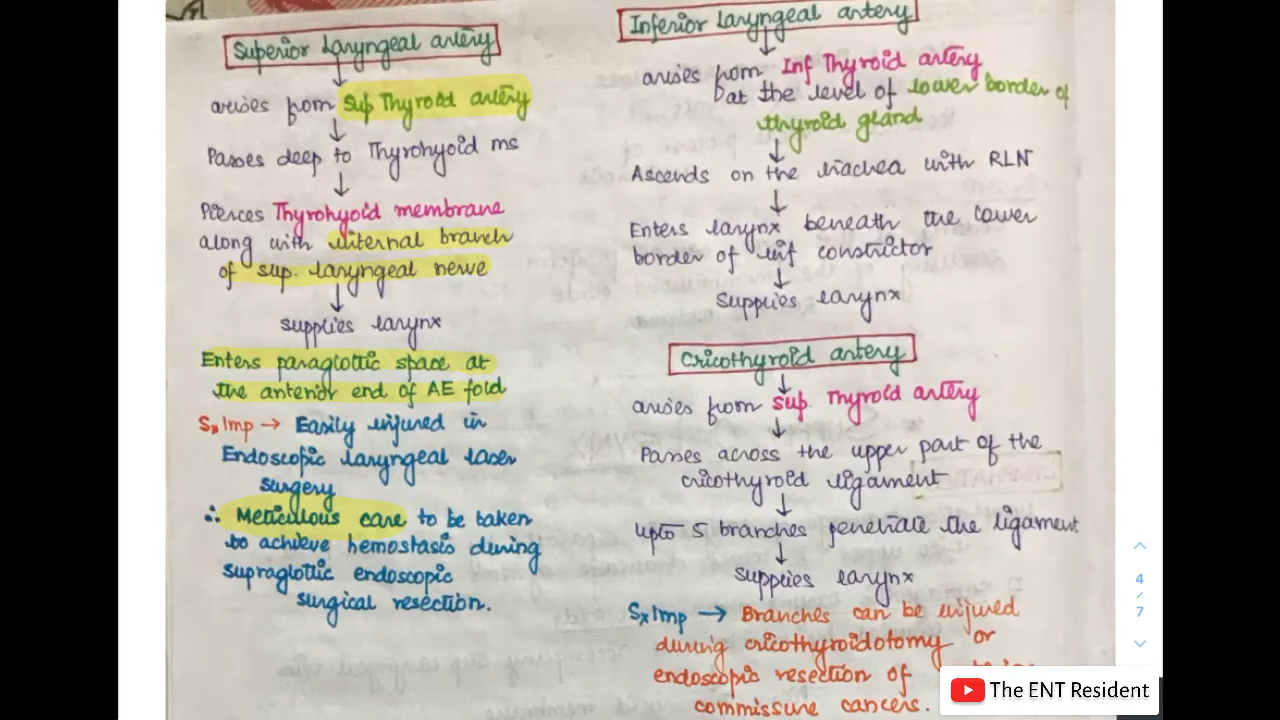 Superior Laryngeal artery
arises from Sup Thyroid artery
Passes deep to Thyrohyoid ms
Pierces Thyrohyoid membrane
along with internal branch
of sup. laryngeal nerve
supplies larynx
Enters paraglottic space at
the anterior end of AE fold
Sx Imp → Easily injured in
Endoscopic laryngeal laser
surgery
∴ Meticulous care to be taken
to achieve hemostasis during
supraglottic endoscopic
surgical resection.
Inferior Laryngeal artery
arises from Inf Thyroid artery
at the level of lower border of
thyroid gland
Ascends on the trachea with RLN
Enters larynx beneath the lower
border of inf constrictor
supplies larynx
Cricothyroid artery
arises from Sup. Thyroid artery
Passes across the upper part of the
cricothyroid ligament
upto 5 branches penetrate the ligament
supplies larynx
Sx Imp → Branches can be injured
during cricothyroidotomy or
endoscopic resection of
commissure cancers.
4
/
7
The ENT Resident